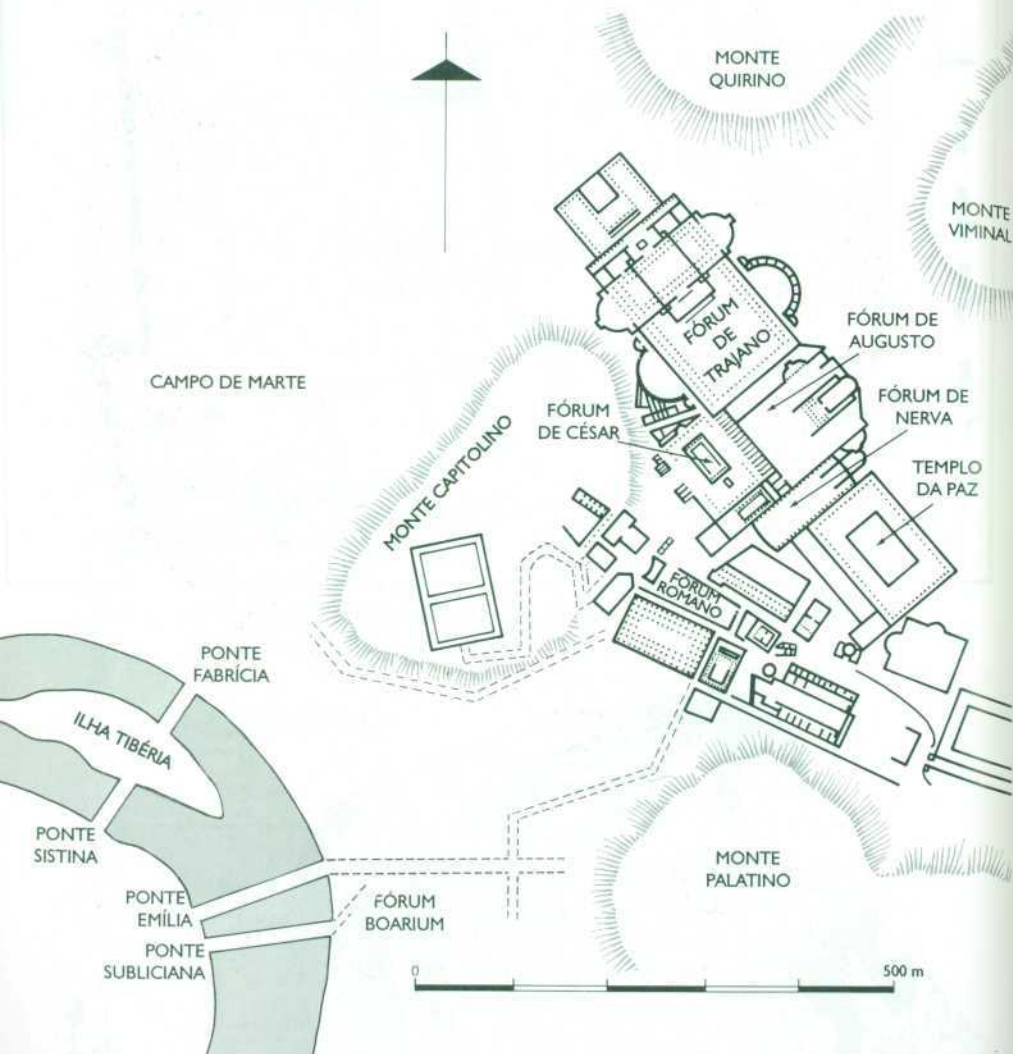 MONTE
QUIRINO
MONTE
VIMINAL
FÓRUM
DE
TRAJANO
FÓRUM DE
AUGUSTO
CAMPO DE MARTE
FÓRUM
DE CÉSAR
FÓRUM DE
NERVA
MONTE CAPITOLINO
TEMPLO
DA PAZ
FÓRUM
ROMANO
PONTE
FABRÍCIA
ILHA TIBÉRIA
PONTE
SISTINA
MONTE
PALATINO
PONTE
EMÍLIA
FÓRUM
BOARIUM
PONTE
SUBLICIANA
0
500 m